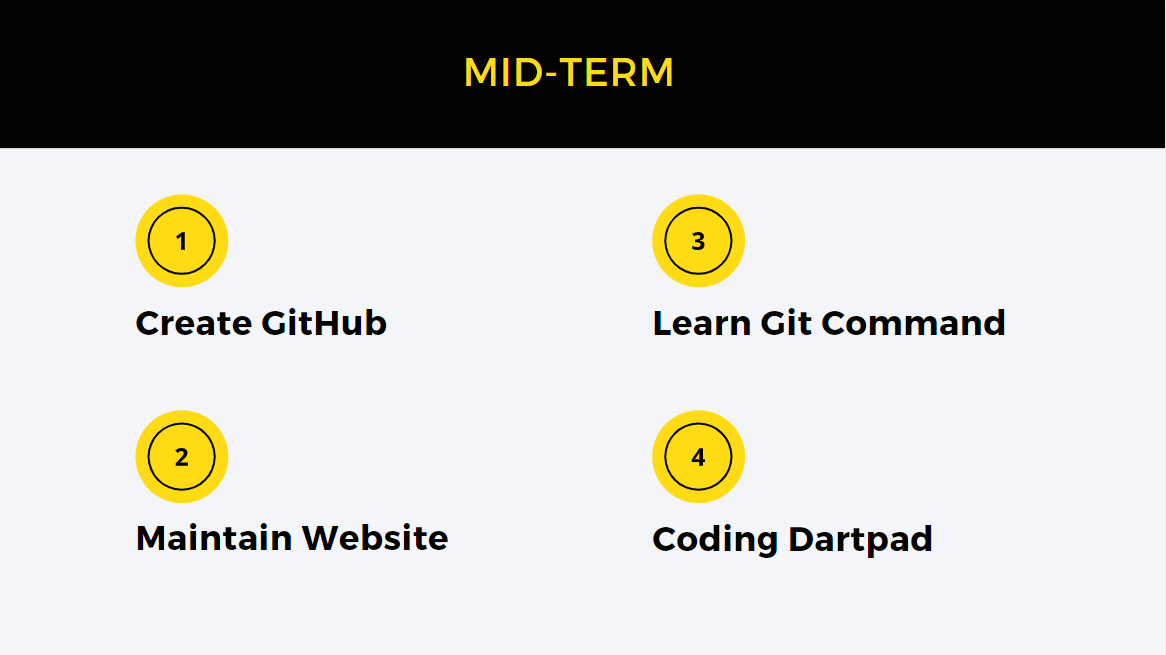 MID-TERM
1
Create GitHub
2
Maintain Website
3
Learn Git Command
4
Coding Dartpad